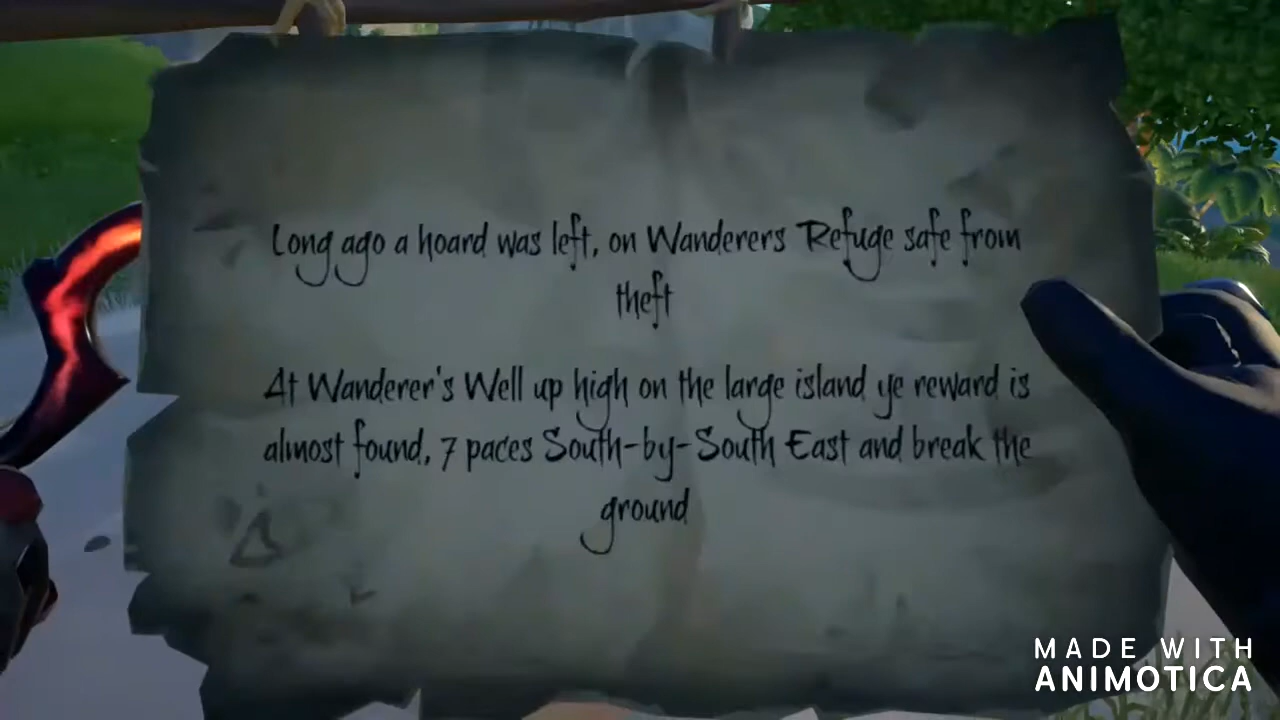 Long ago a hoard was left, on Wanderers Refuge safe from
theft
At Wanderer's Well up high on the large island ye reward is
almost found, 7 paces South-by-South East and break the
ground
MADE WITH
ANIMOTICA